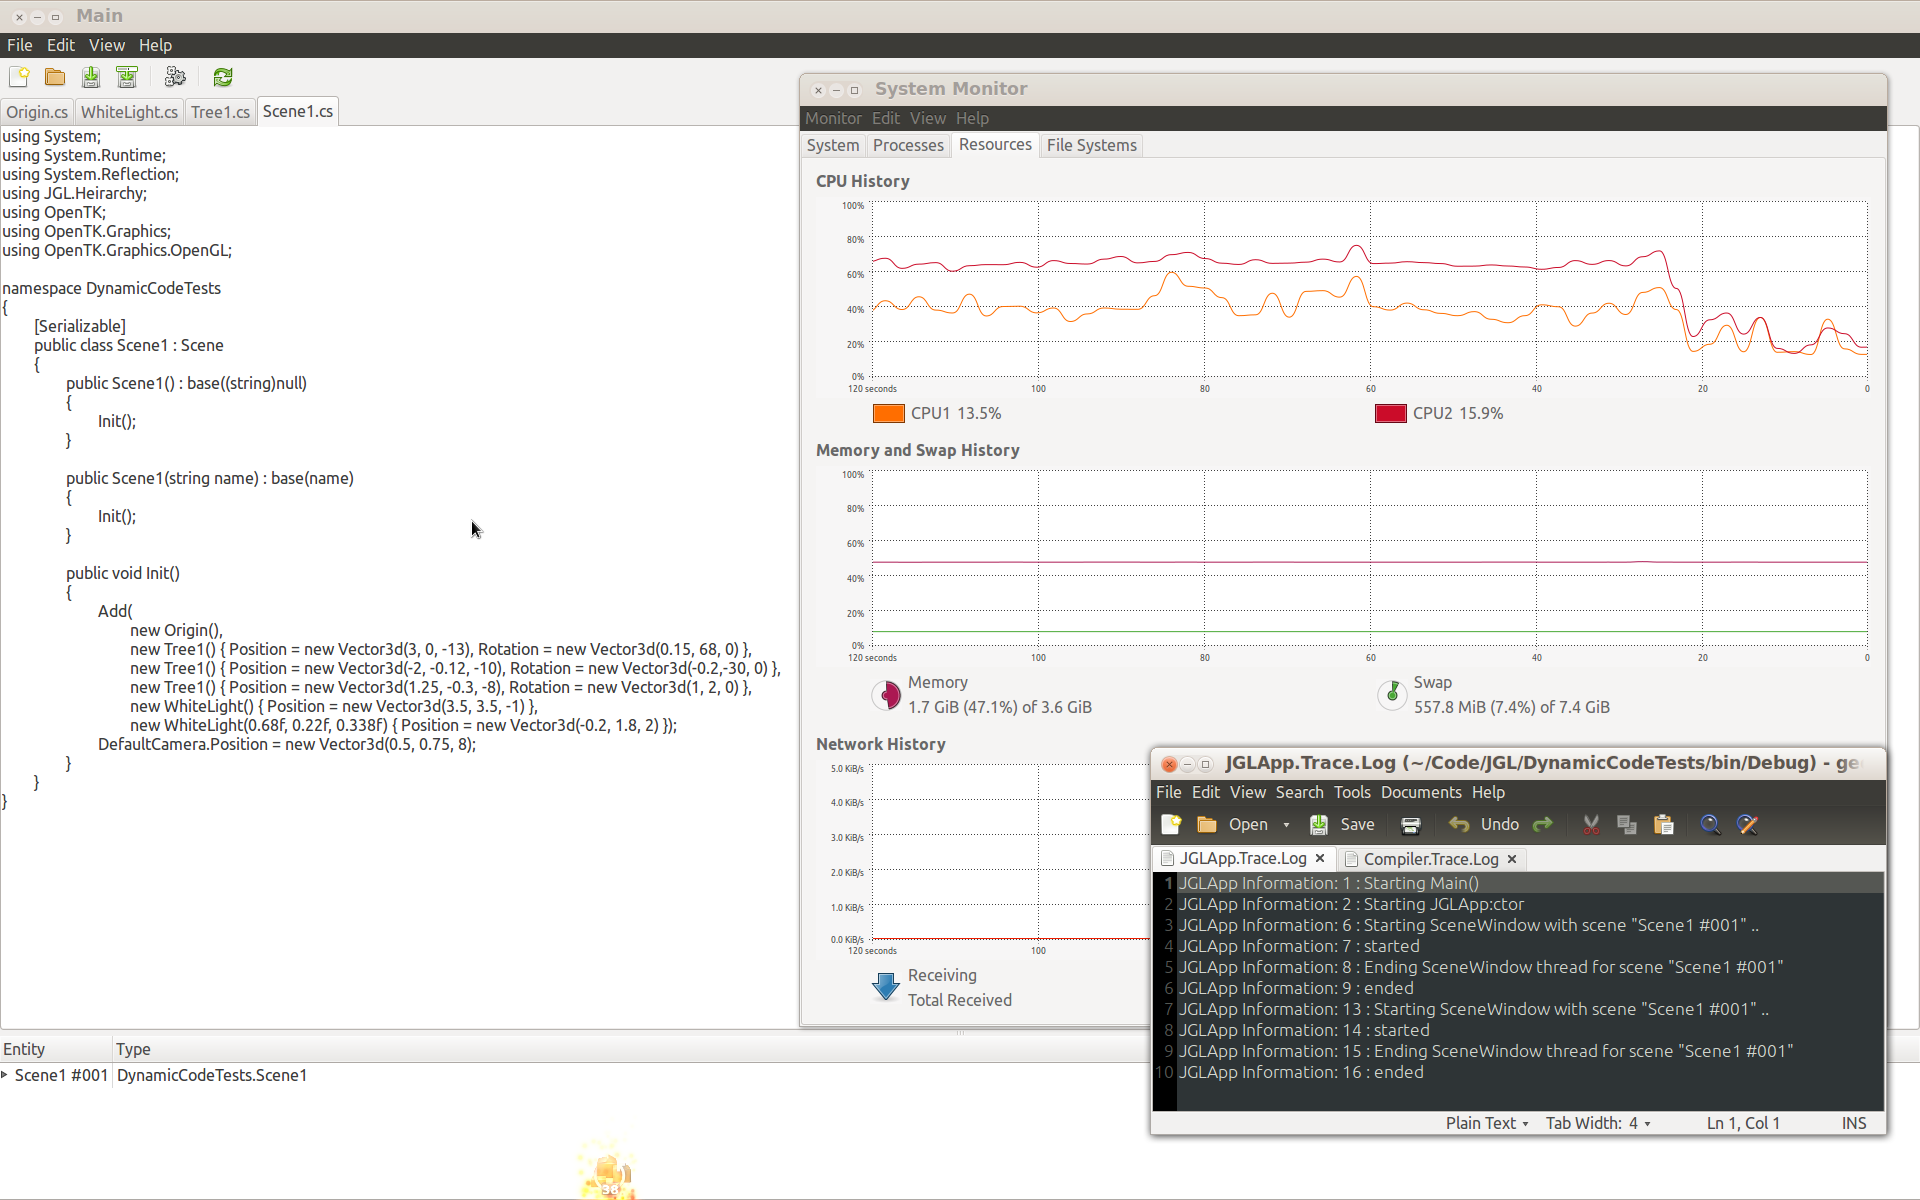 Main
File Edit View Help
Origin.cs WhiteLight.cs Tree1.cs Scene1.cs
using System;
using System.Runtime;
using System.Reflection;
using JGL.Heirarchy;
using OpenTK;
using OpenTK.Graphics;
using OpenTK.Graphics.OpenGL;
namespace DynamicCodeTests
{
[Serializable]
public class Scene1 : Scene
{
public Scene1() : base((string)null)
{
Init();
}
public Scene1(string name) : base(name)
{
Init();
}
public void Init()
{
Add(
new Origin(),
new Tree1() { Position = new Vector3d(3, 0, -13), Rotation = new Vector3d(0.15, 68, 0) },
new Tree1() { Position = new Vector3d(-2, -0.12, -10), Rotation = new Vector3d(-0.2,-30, 0) },
new Tree1() { Position = new Vector3d(1.25, -0.3, -8), Rotation = new Vector3d(1, 2, 0) },
new WhiteLight() { Position = new Vector3d(3.5, 3.5, -1) },
new WhiteLight(0.68f, 0.22f, 0.338f) { Position = new Vector3d(-0.2, 1.8, 2) });
DefaultCamera.Position = new Vector3d(0.5, 0.75, 8);
}
}
}
Entity Type
Scene1 #001 DynamicCodeTests.Scene1
38
System Monitor
Monitor Edit View Help
System Processes Resources File Systems
CPU History
100%
80%
60%
40%
20%
0%
120 seconds 100 80 60 40 20 0
CPU1 13.5% CPU2 15.9%
Memory and Swap History
100%
80%
60%
40%
20%
0%
120 seconds 100 80 60 40 20 0
Memory
1.7 GiB (47.1%) of 3.6 GiB
Swap
557.8 MiB (7.4%) of 7.4 GiB
Network History
5.0 KiB/s
4.0 KiB/s
3.0 KiB/s
2.0 KiB/s
1.0 KiB/s
0.0 KiB/s
120 seconds 100
Receiving
Total Received
JGLApp.Trace.Log (~/Code/JGL/DynamicCodeTests/bin/Debug) - ge
File Edit View Search Tools Documents Help
Open Save Undo
JGLApp.Trace.Log Compiler.Trace.Log
1 JGLApp Information: 1 : Starting Main()
2 JGLApp Information: 2 : Starting JGLApp:ctor
3 JGLApp Information: 6 : Starting SceneWindow with scene "Scene1 #001" ..
4 JGLApp Information: 7 : started
5 JGLApp Information: 8 : Ending SceneWindow thread for scene "Scene1 #001"
6 JGLApp Information: 9 : ended
7 JGLApp Information: 13 : Starting SceneWindow with scene "Scene1 #001" ..
8 JGLApp Information: 14 : started
9 JGLApp Information: 15 : Ending SceneWindow thread for scene "Scene1 #001"
10 JGLApp Information: 16 : ended
Plain Text Tab Width: 4 Ln 1, Col 1 INS